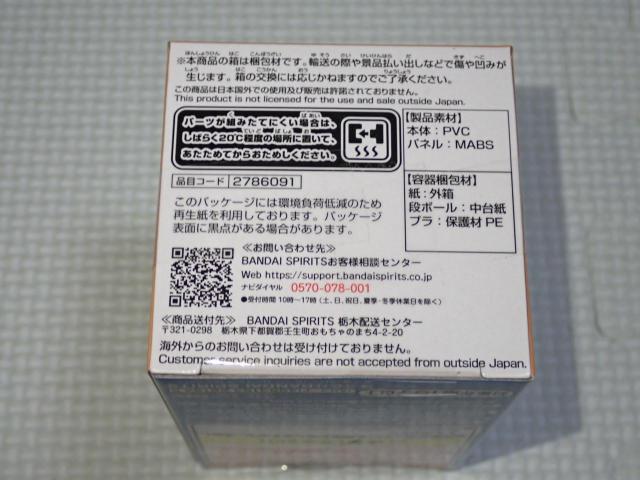 ※本商品の箱は梱包材です。輸送の際や景品払い出しなどで傷や凹みが
生じます。箱の交換には応じかねますのでご了承ください。
この商品は日本国外での使用及び販売は許諾されておりません。
This product is not licensed for the use and sale outside Japan.
パーツが組みたてにくい場合は、
しばらく20℃程度の場所に置いて、
あたためてからおためしください。
【製品素材】
本体：PVC
パネル：MABS
品目コード 2786091
【容器梱包材】
紙：外箱
段ボール：中台紙
プラ：保護材 PE
このパッケージには環境負荷低減のため
再生紙を利用しております。パッケージ
表面に黒点がある場合があります。
≪お問い合わせ先≫
BANDAI SPIRITSお客様相談センター
Web https://support.bandaispirits.co.jp
ナビダイヤル 0570-078-001
●受付時間 10時〜17時（土、日、祝日、夏季・冬季休業日を除く）
≪商品送付先≫ BANDAI SPIRITS 栃木配送センター
〒321-0298 栃木県下都賀郡壬生町おもちゃのまち4-2-20
海外からのお問い合わせは受け付けておりません。
Customer service inquiries are not accepted from outside Japan.